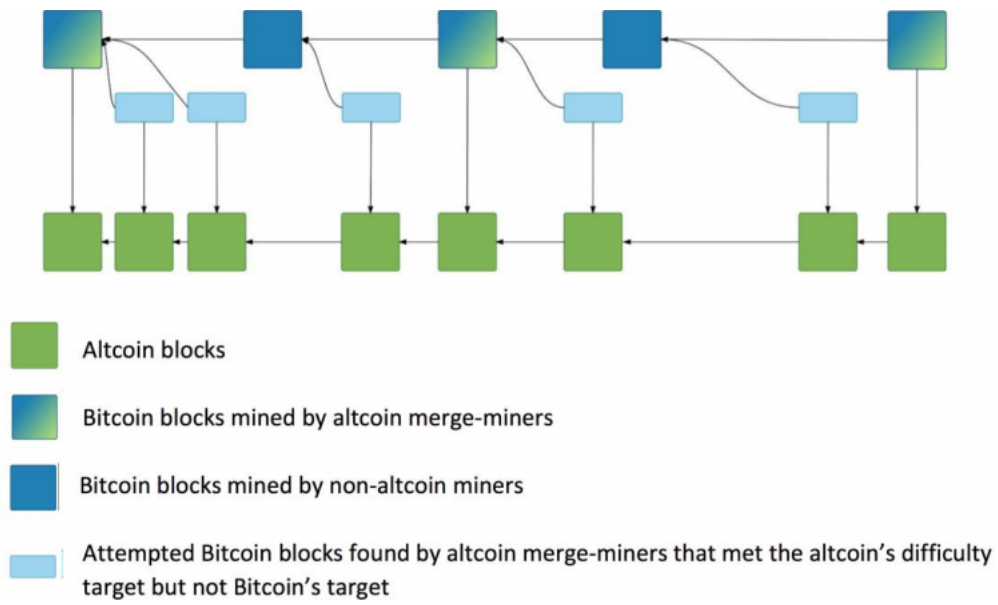 Altcoin blocks
Bitcoin blocks mined by altcoin merge-miners
Bitcoin blocks mined by non-altcoin miners
Attempted Bitcoin blocks found by altcoin merge-miners that met the altcoin’s difficulty
target but not Bitcoin’s target